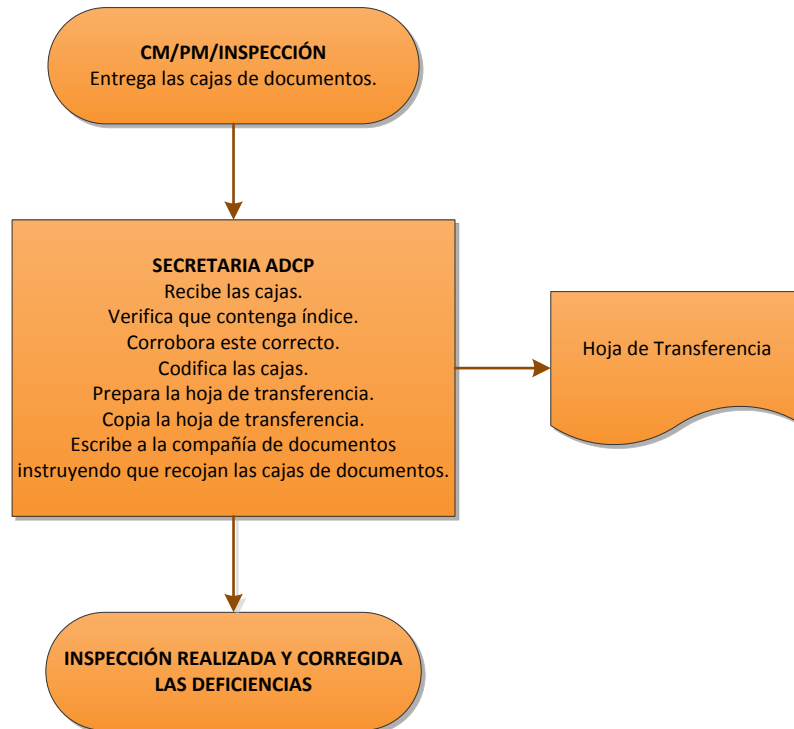 CM/PM/INSPECCIÓN
Entrega las cajas de documentos.
SECRETARIA ADCP
Recibe las cajas.
Verifica que contenga índice.
Corrobora este correcto.
Codifica las cajas.
Prepara la hoja de transferencia.
Copia la hoja de transferencia.
Escribe a la compañía de documentos
instruyendo que recojan las cajas de documentos.
Hoja de Transferencia
INSPECCIÓN REALIZADA Y CORREGIDA
LAS DEFICIENCIAS